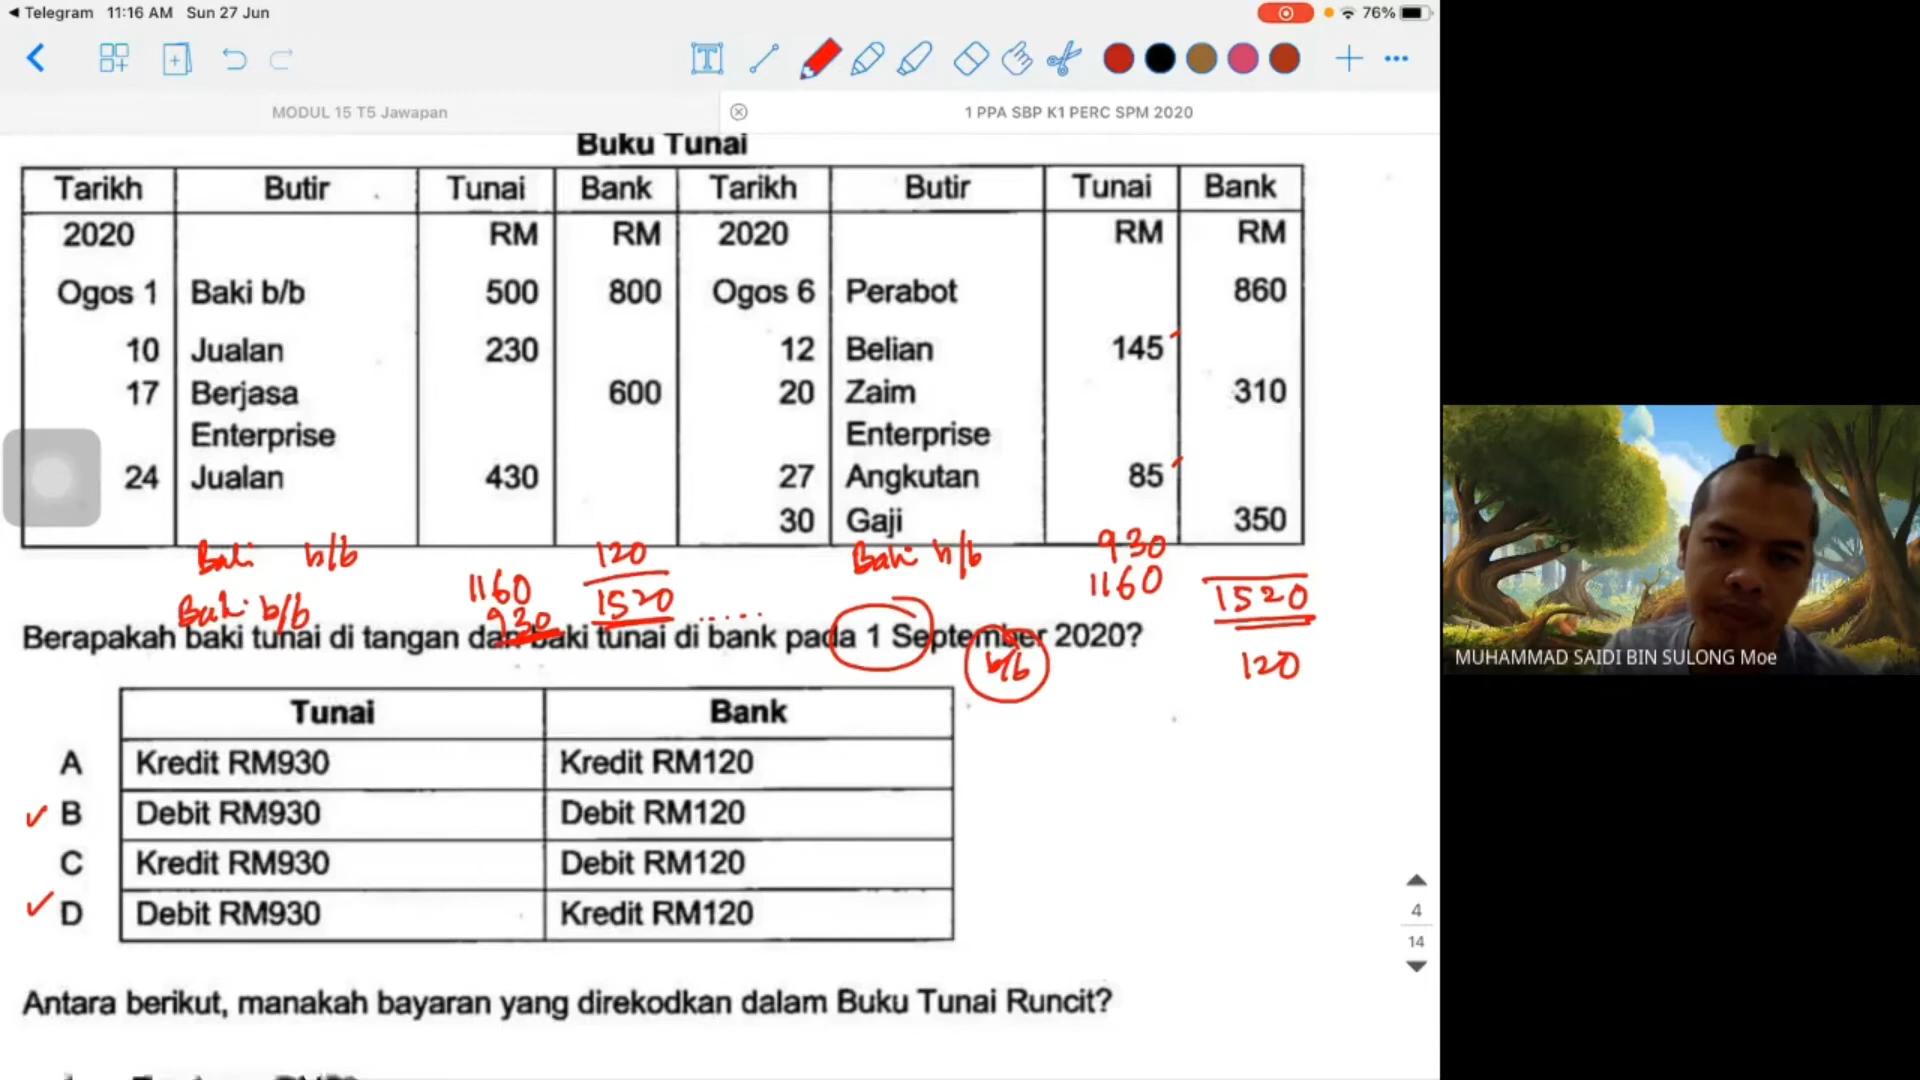 Telegram 11:16 AM Sun 27 Jun 76%
MODUL 15 T5 Jawapan 1 PPA SBP K1 PERC SPM 2020
Buku Tunai
Tarikh Butir Tunai Bank Tarikh Butir Tunai Bank
2020 RM RM 2020 RM RM
Ogos 1 Baki b/b 500 800 Ogos 6 Perabot 860
10 Jualan 230 12 Belian 145
17 Berjasa 600 20 Zaim 310
Enterprise Enterprise
24 Jualan 430 27 Angkutan 85
30 Gaji 350
Baki b/b 120 Baki h/b 930
1160 1520 1160 1520
Baki b/b 930 .....
Berapakah baki tunai di tangan dan baki tunai di bank pada 1 September 2020?
b/b 120
Tunai Bank
A Kredit RM930 Kredit RM120
B Debit RM930 Debit RM120
C Kredit RM930 Debit RM120
D Debit RM930 Kredit RM120
4
14
Antara berikut, manakah bayaran yang direkodkan dalam Buku Tunai Runcit?
MUHAMMAD SAIDI BIN SULONG Moe